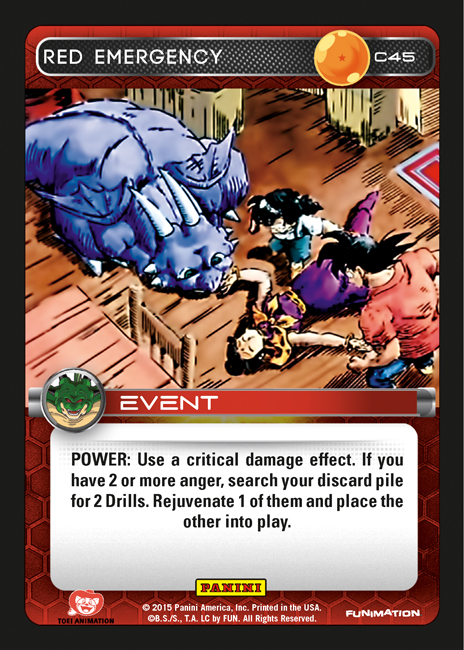 RED EMERGENCY C45
EVENT
POWER: Use a critical damage effect. If you
have 2 or more anger, search your discard pile
for 2 Drills. Rejuvenate 1 of them and place the
other into play.
PANINI
© 2015 Panini America, Inc. Printed in the USA.
©B.S./S., T.A. LC by FUN. All Rights Reserved.
TOEI ANIMATION
FUNIMATION